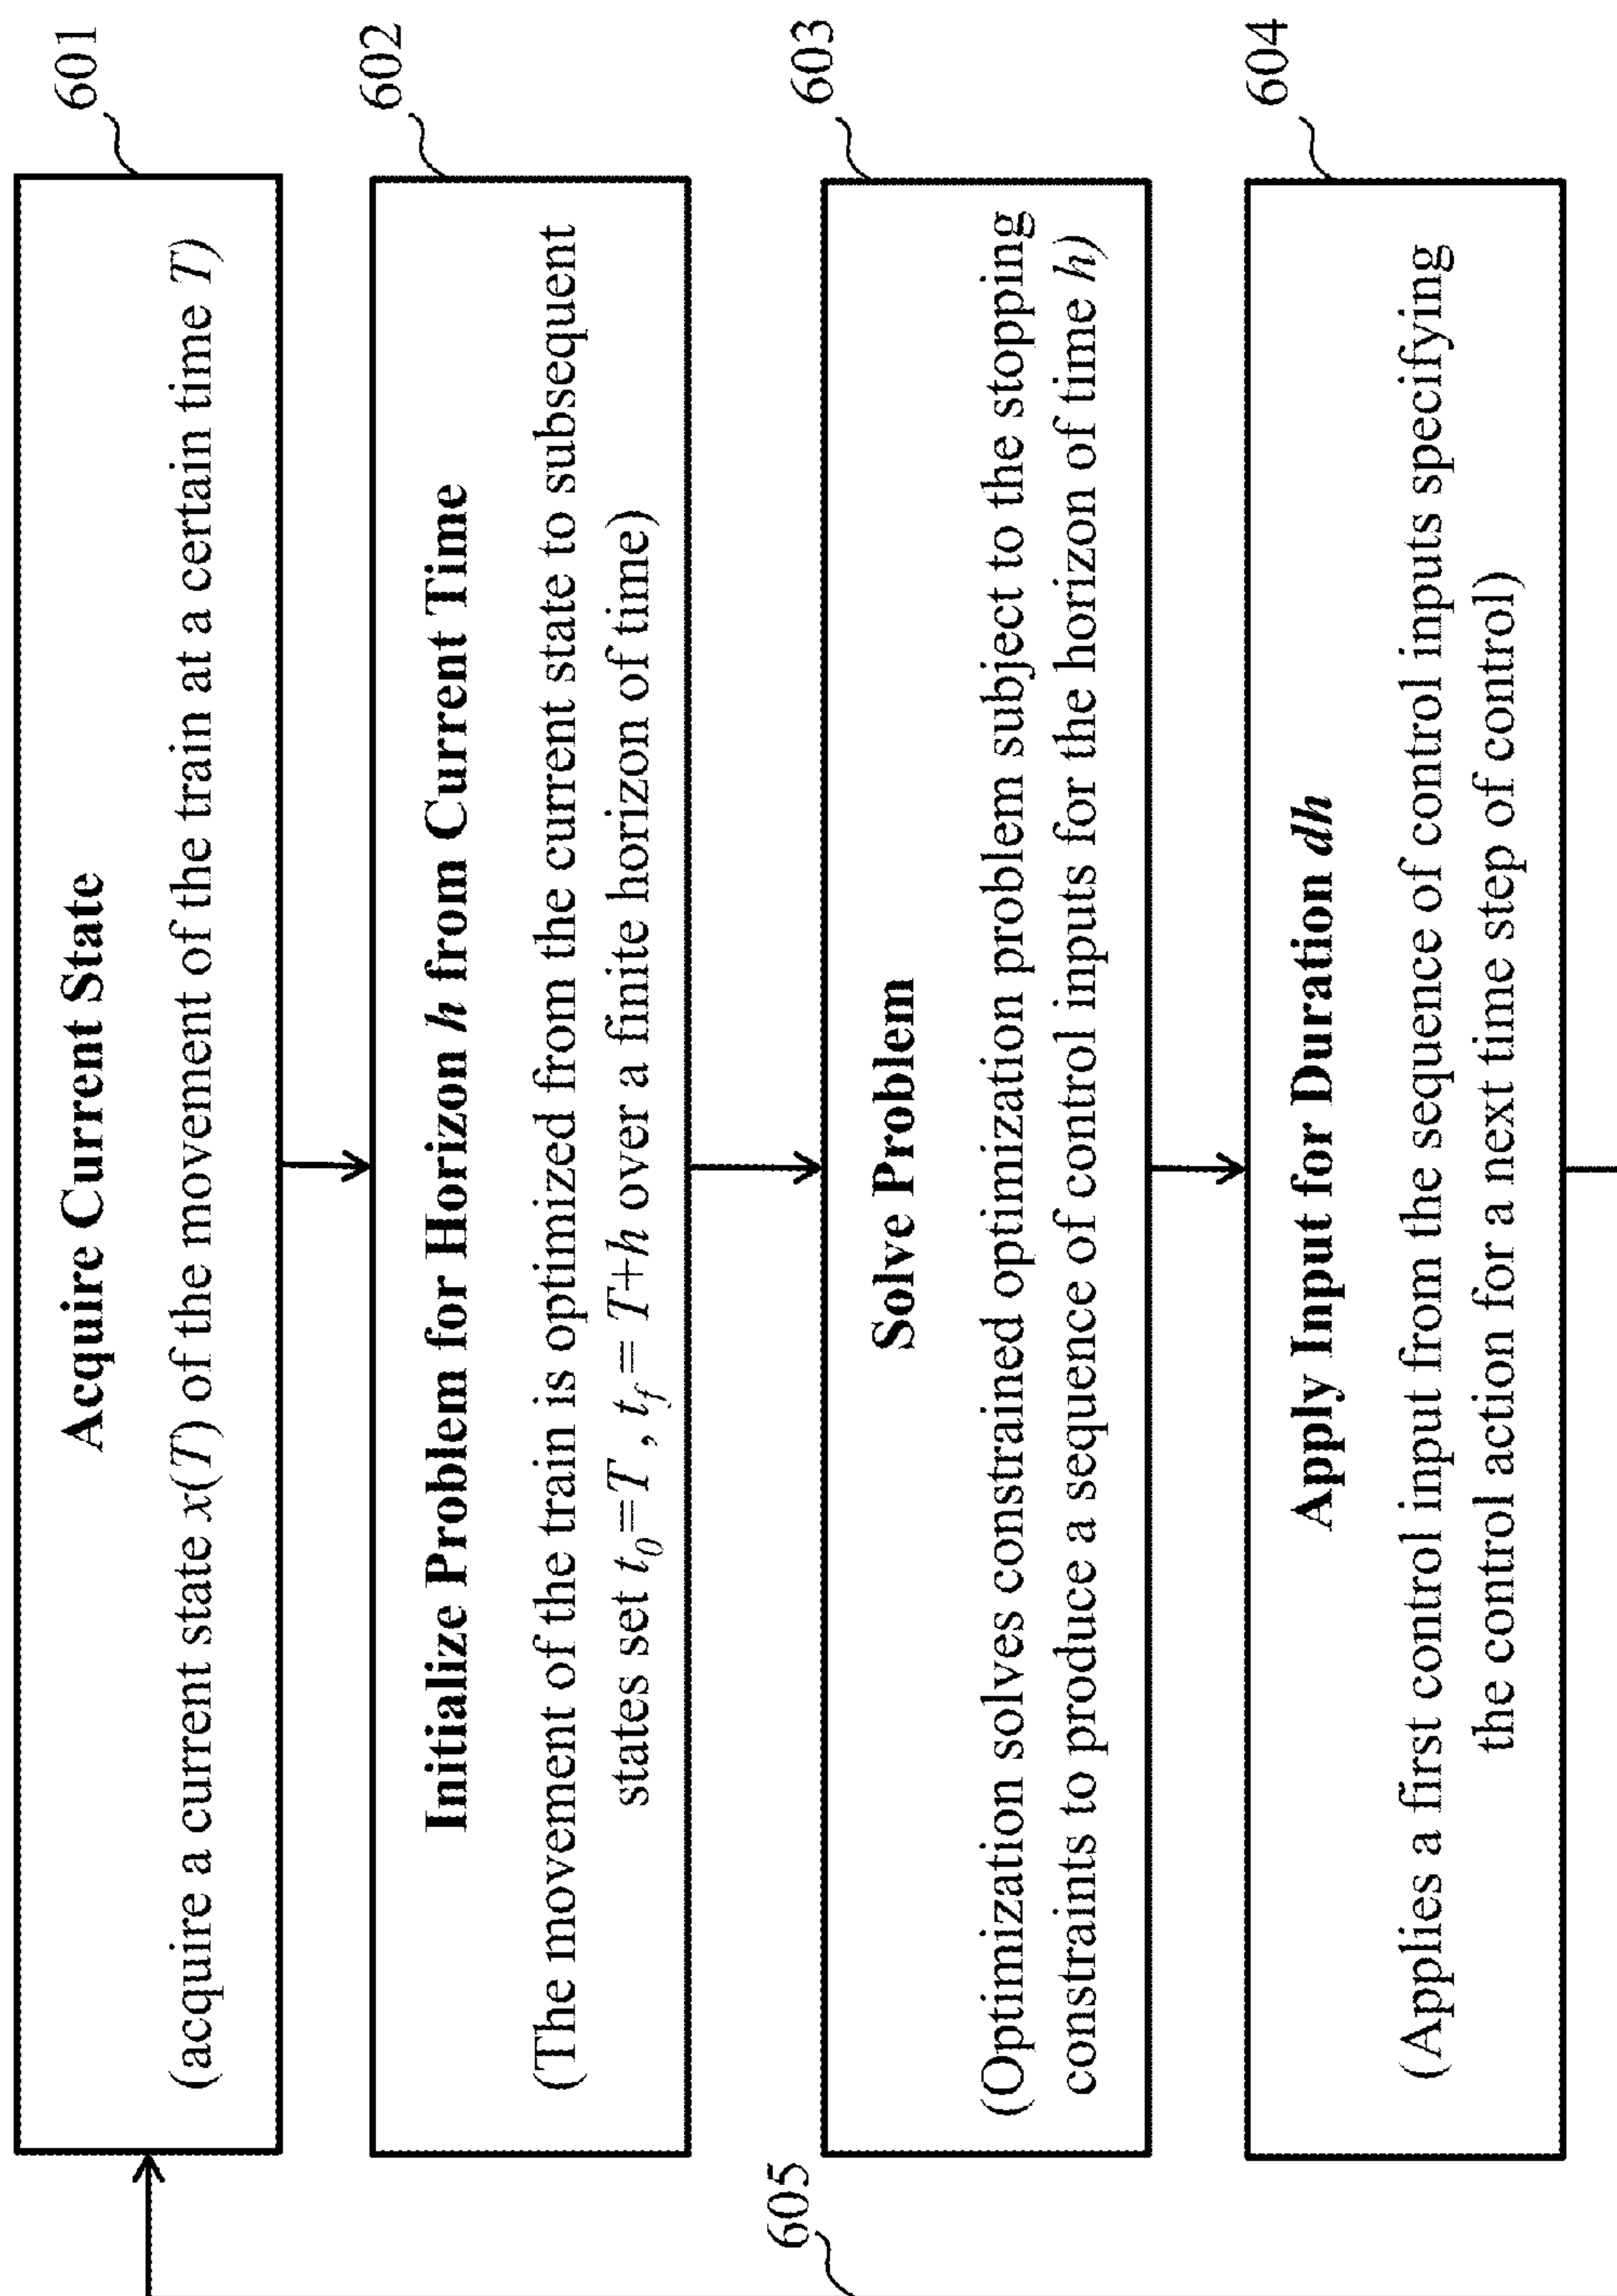 601
Acquire Current State
(acquire a current state x(T) of the movement of the train at a certain time T)
602
Initialize Problem for Horizon h from Current Time
(The movement of the train is optimized from the current state to subsequent
states set t₀=T , t_f= T+h over a finite horizon of time)
603
Solve Problem
(Optimization solves constrained optimization problem subject to the stopping
constraints to produce a sequence of control inputs for the horizon of time h)
604
Apply Input for Duration dh
(Applies a first control input from the sequence of control inputs specifying
the control action for a next time step of control)
605